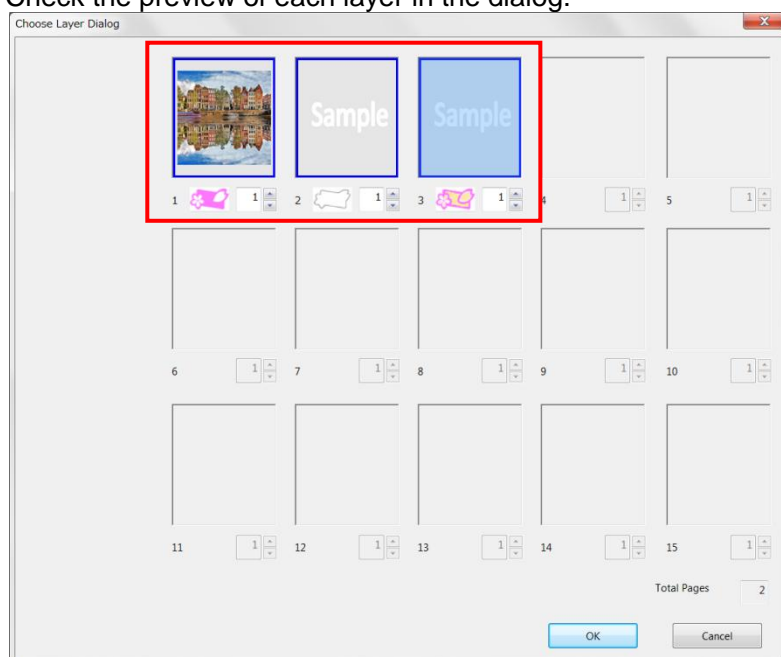 Check the preview of each layer in the dialog.
Choose Layer Dialog
X
Sample Sample
1 1 2 1 3 1 4 1 5 1
6 1 7 1 8 1 9 1 10 1
11 1 12 1 13 1 14 1 15 1
Total Pages 2
OK Cancel